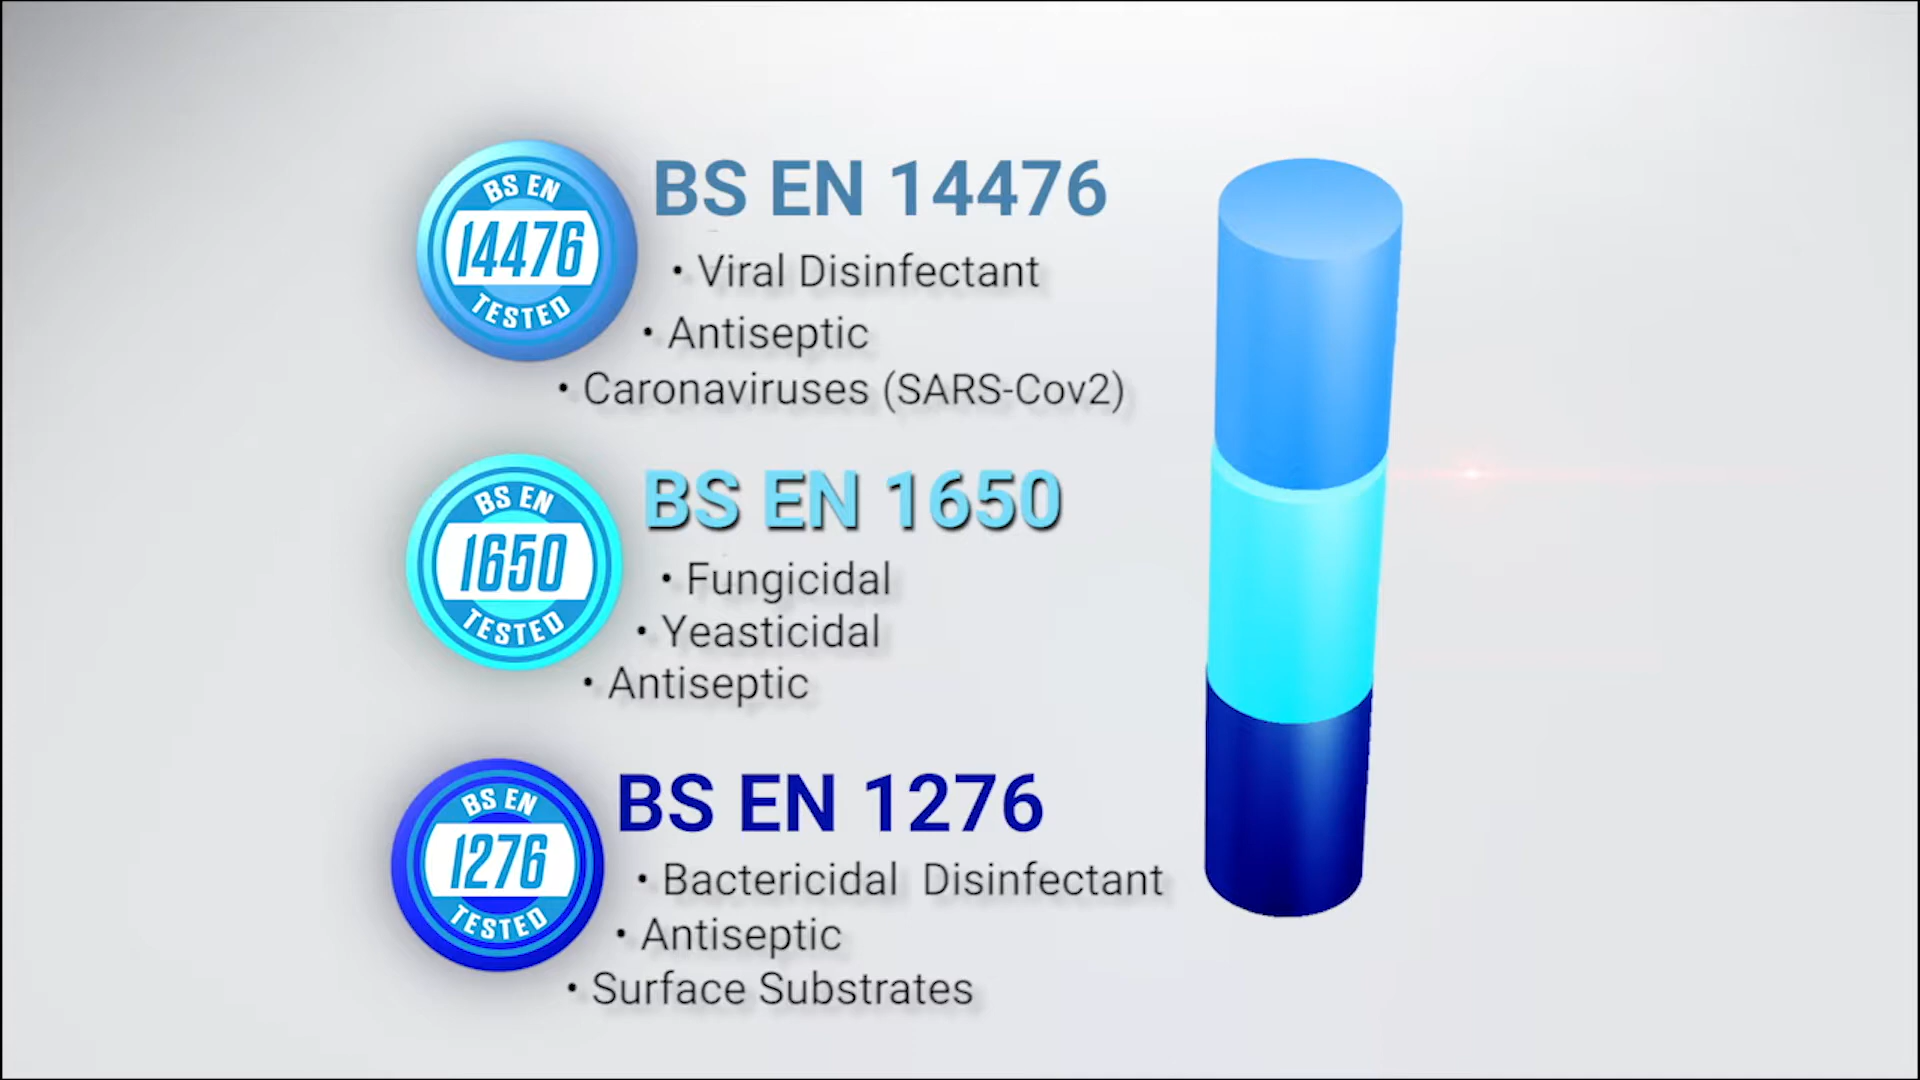 BS EN
14476
TESTED
BS EN 14476
• Viral Disinfectant
• Antiseptic
• Caronaviruses (SARS-Cov2)
BS EN
1650
TESTED
BS EN 1650
• Fungicidal
• Yeasticidal
• Antiseptic
BS EN
1276
TESTED
BS EN 1276
• Bactericidal Disinfectant
• Antiseptic
• Surface Substrates